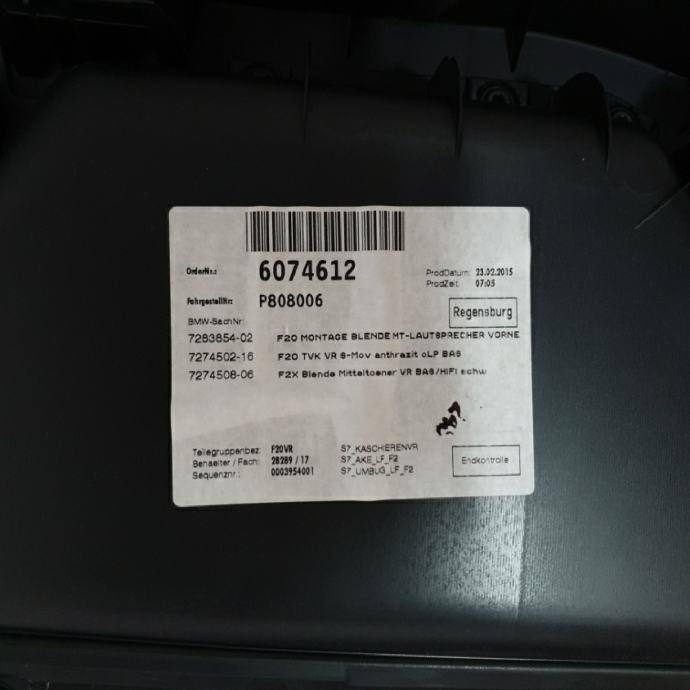 OrderNr.: 6074612 ProdDatum: 23.02.2015
ProdZeit: 07:05
FahrgestellNr: P808006 Regensburg
BMW-SachNr:
7283854-02 F20 MONTAGE BLENDE MT-LAUTSPRECHER VORNE
7274502-16 F20 TVK VR S-Mov anthrazit oLP BAS
7274508-06 F2X Blende Mitteltoener VR BAS/HIFI schw
Teilegruppenbez: F20VR S7_KASCHIERENVR
Behaelter / Fach: 28289 / 17 S7_AKE_LF_F2 Endkontrolle
Sequenznr.: 0003954001 S7_UMBUG_LF_F2